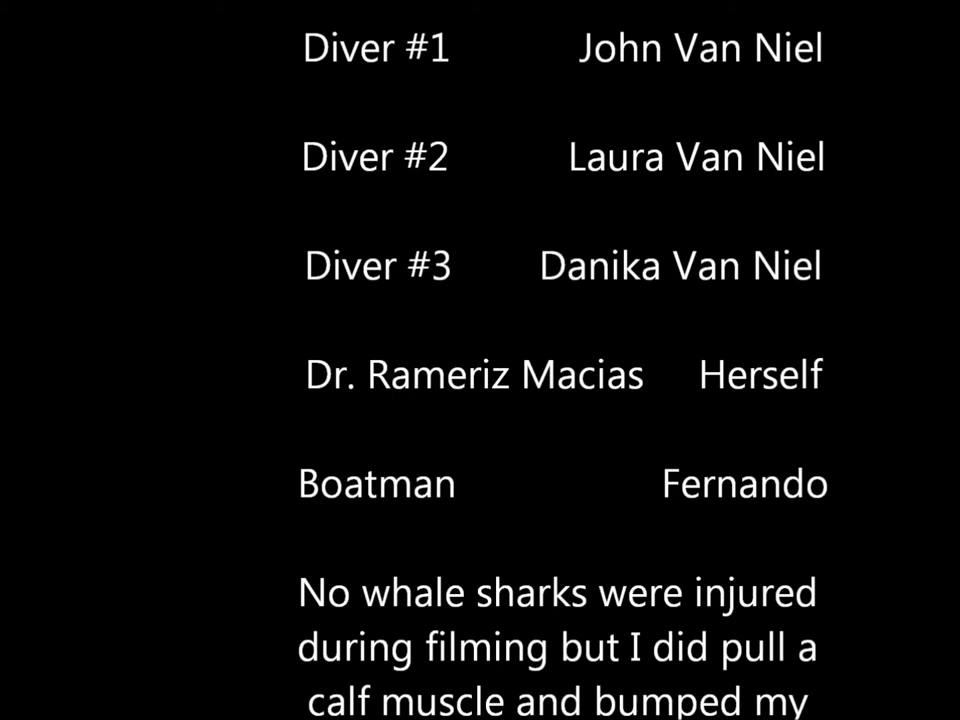 Diver #1 John Van Niel
Diver #2 Laura Van Niel
Diver #3 Danika Van Niel
Dr. Rameriz Macias Herself
Boatman Fernando
No whale sharks were injured
during filming but I did pull a
calf muscle and bumped my